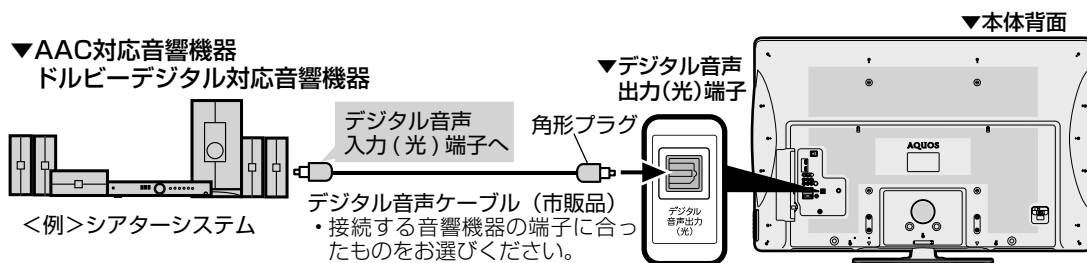 ▼AAC対応音響機器
ドルビーデジタル対応音響機器
<例>シアターシステム
デジタル音声
入力(光)端子へ
デジタル音声ケーブル（市販品）
・接続する音響機器の端子に合っ
たものをお選びください。
角形プラグ
▼デジタル音声
出力(光)端子
デジタル
音声出力
(光)
▼本体背面
AQUOS